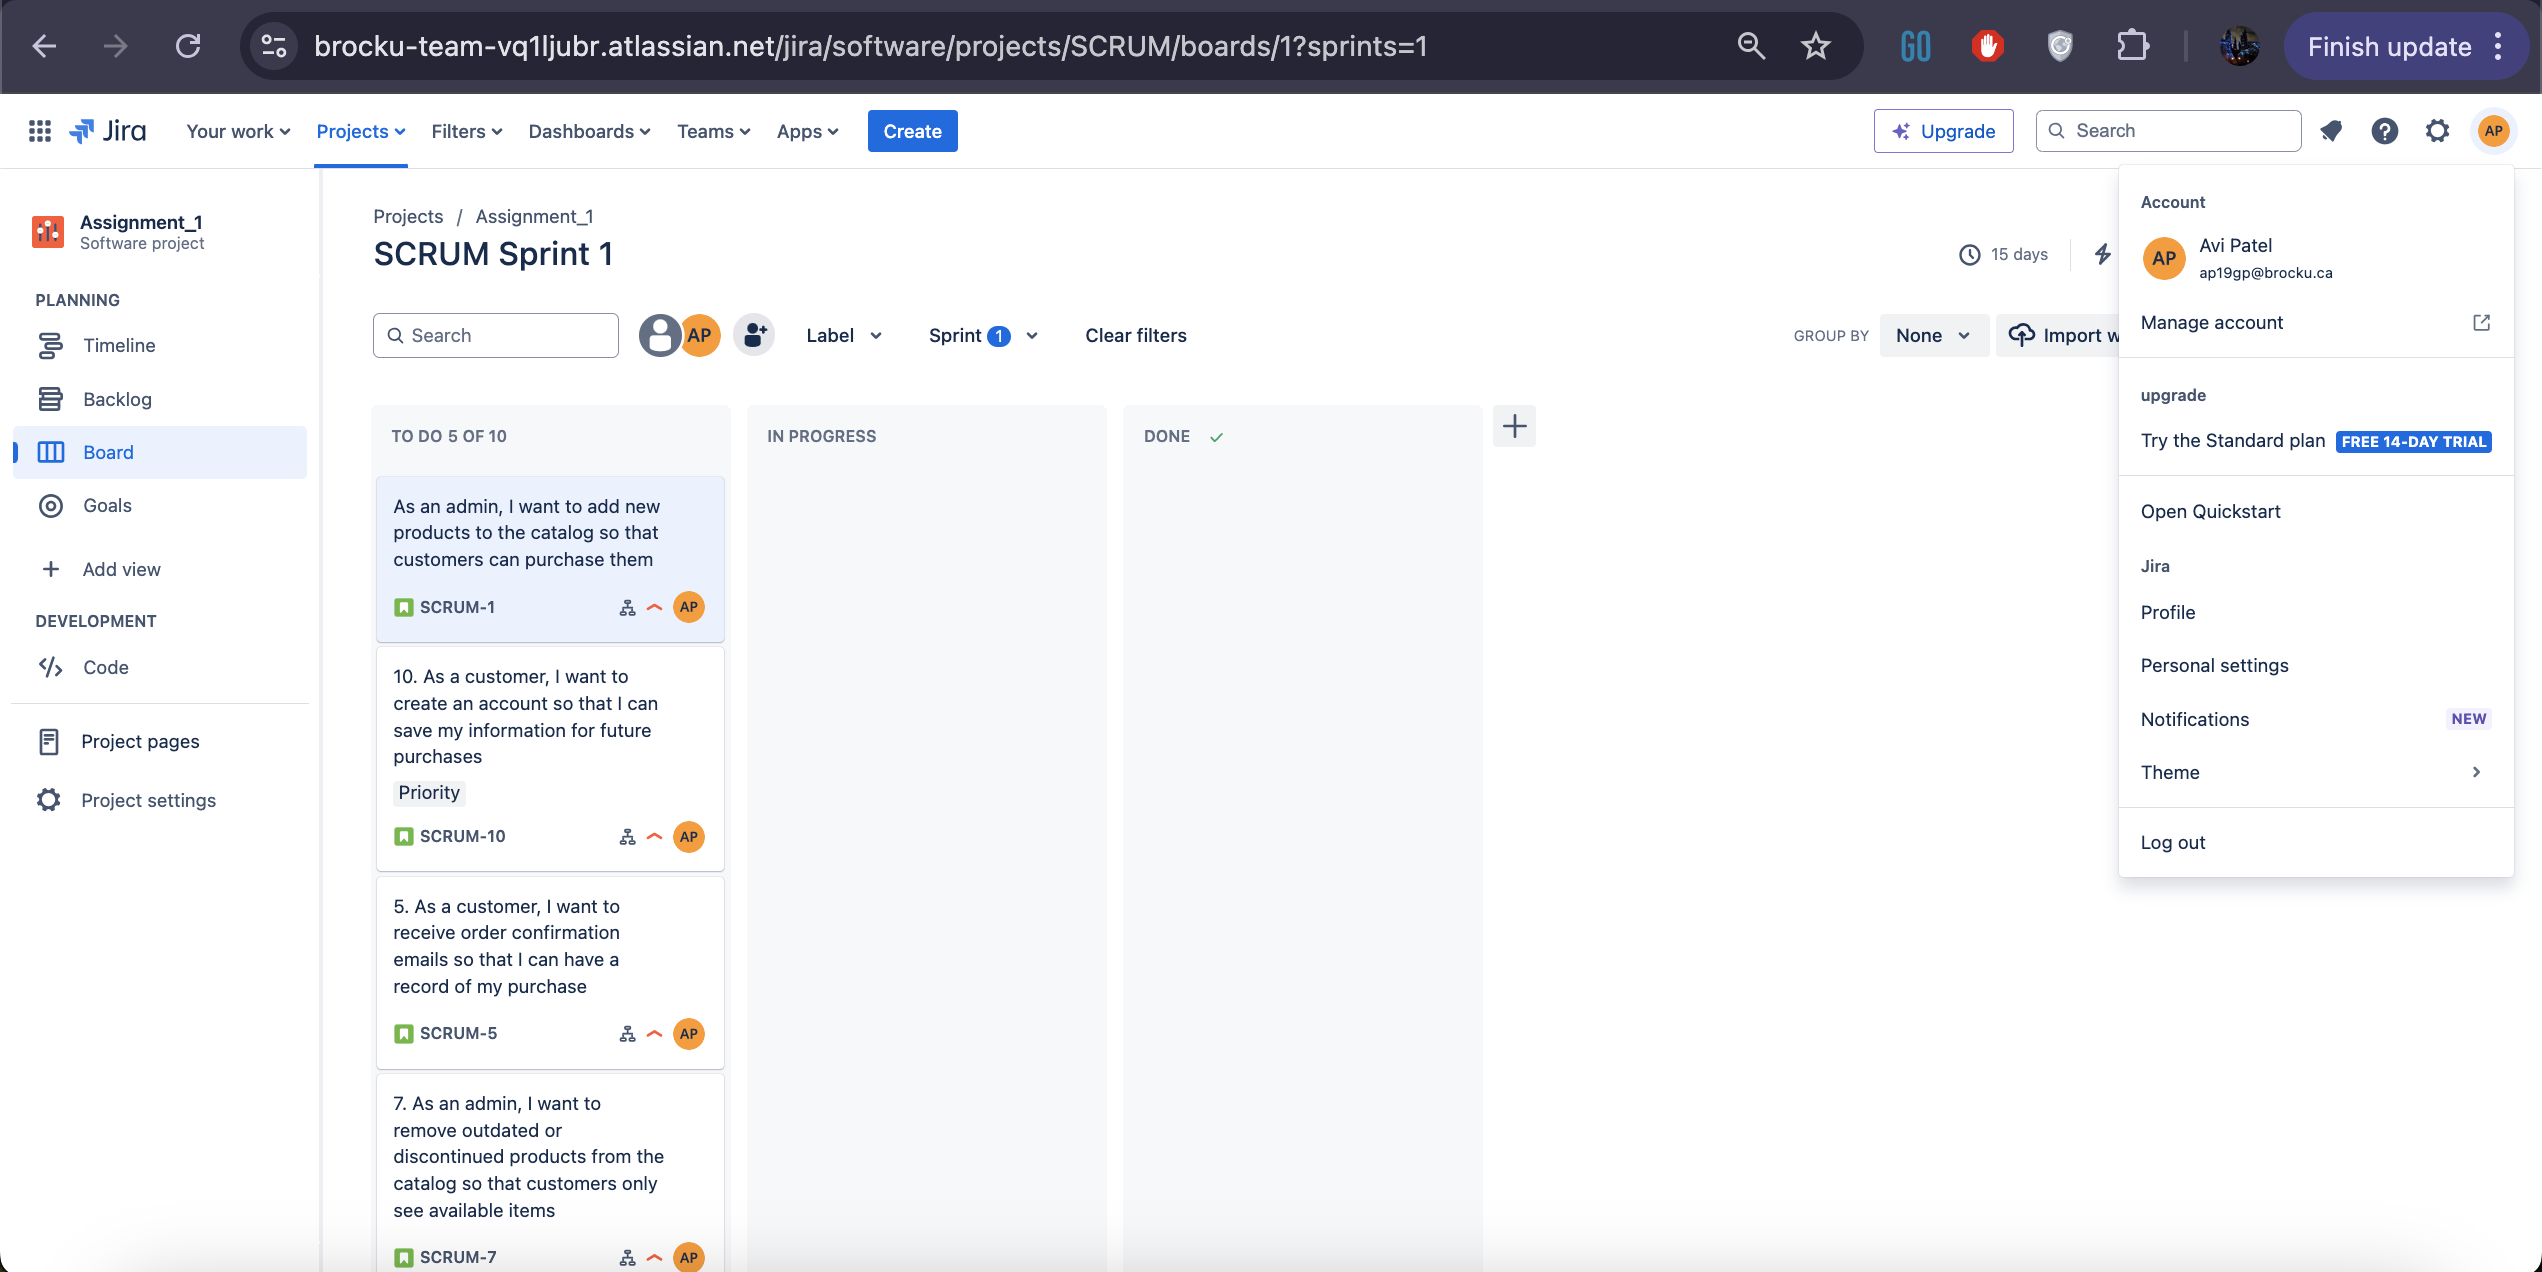 brocku-team-vq1ljubr.atlassian.net/jira/software/projects/SCRUM/boards/1?sprints=1
GO
Finish update
Jira
Your work
Projects
Filters
Dashboards
Teams
Apps
Create
Upgrade
Search
AP
Assignment_1
Software project
PLANNING
Timeline
Backlog
Board
Goals
Add view
DEVELOPMENT
Code
Project pages
Project settings
Projects / Assignment_1
SCRUM Sprint 1
15 days
Search
AP
Label
Sprint 1
Clear filters
GROUP BY
None
Import w
TO DO 5 OF 10
As an admin, I want to add new
products to the catalog so that
customers can purchase them
SCRUM-1
AP
10. As a customer, I want to
create an account so that I can
save my information for future
purchases
Priority
SCRUM-10
AP
5. As a customer, I want to
receive order confirmation
emails so that I can have a
record of my purchase
SCRUM-5
AP
7. As an admin, I want to
remove outdated or
discontinued products from the
catalog so that customers only
see available items
SCRUM-7
AP
IN PROGRESS
DONE
Account
AP
Avi Patel
ap19gp@brocku.ca
Manage account
upgrade
Try the Standard plan FREE 14-DAY TRIAL
Open Quickstart
Jira
Profile
Personal settings
Notifications NEW
Theme
Log out